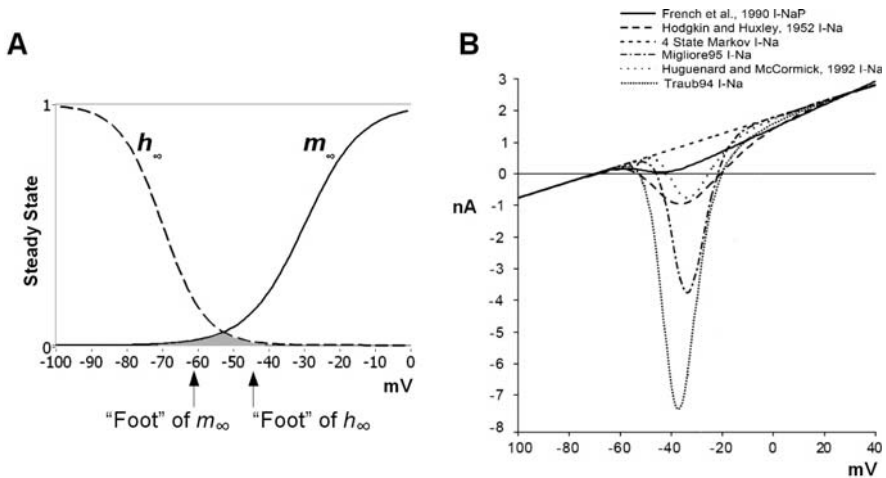 A
1
Steady State
0
h∞
m∞
-100 -90 -80 -70 -60 -50 -40 -30 -20 -10 0
mV
"Foot" of m∞ "Foot" of h∞
B
French et al., 1990 I-NaP
Hodgkin and Huxley, 1952 I-Na
4 State Markov I-Na
Migliore95 I-Na
Huguenard and McCormick, 1992 I-Na
Traub94 I-Na
3
2
1
0
nA
-1
-2
-3
-4
-5
-6
-7
-8
100 -80 -60 -40 -20 0 20 40
mV